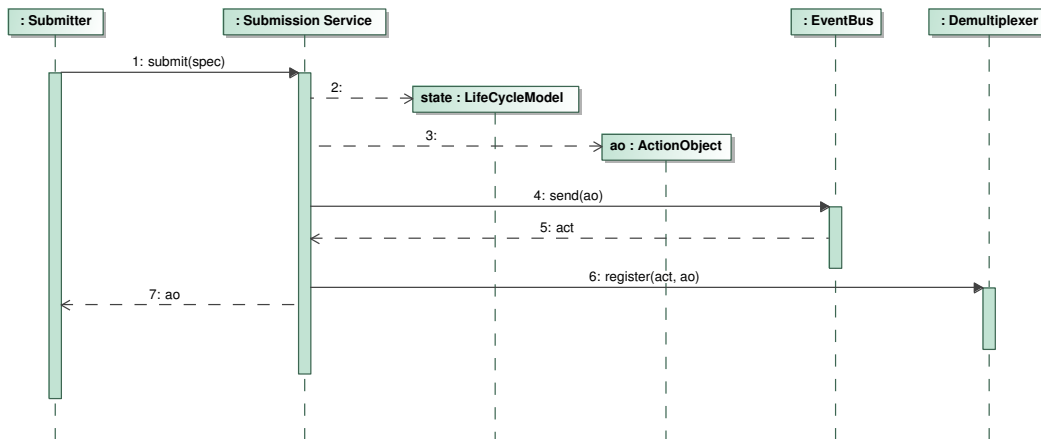 : Submitter
: Submission Service
: EventBus
: Demultiplexer
1: submit(spec)
2:
state : LifeCycleModel
3:
ao : ActionObject
4: send(ao)
5: act
6: register(act, ao)
7: ao